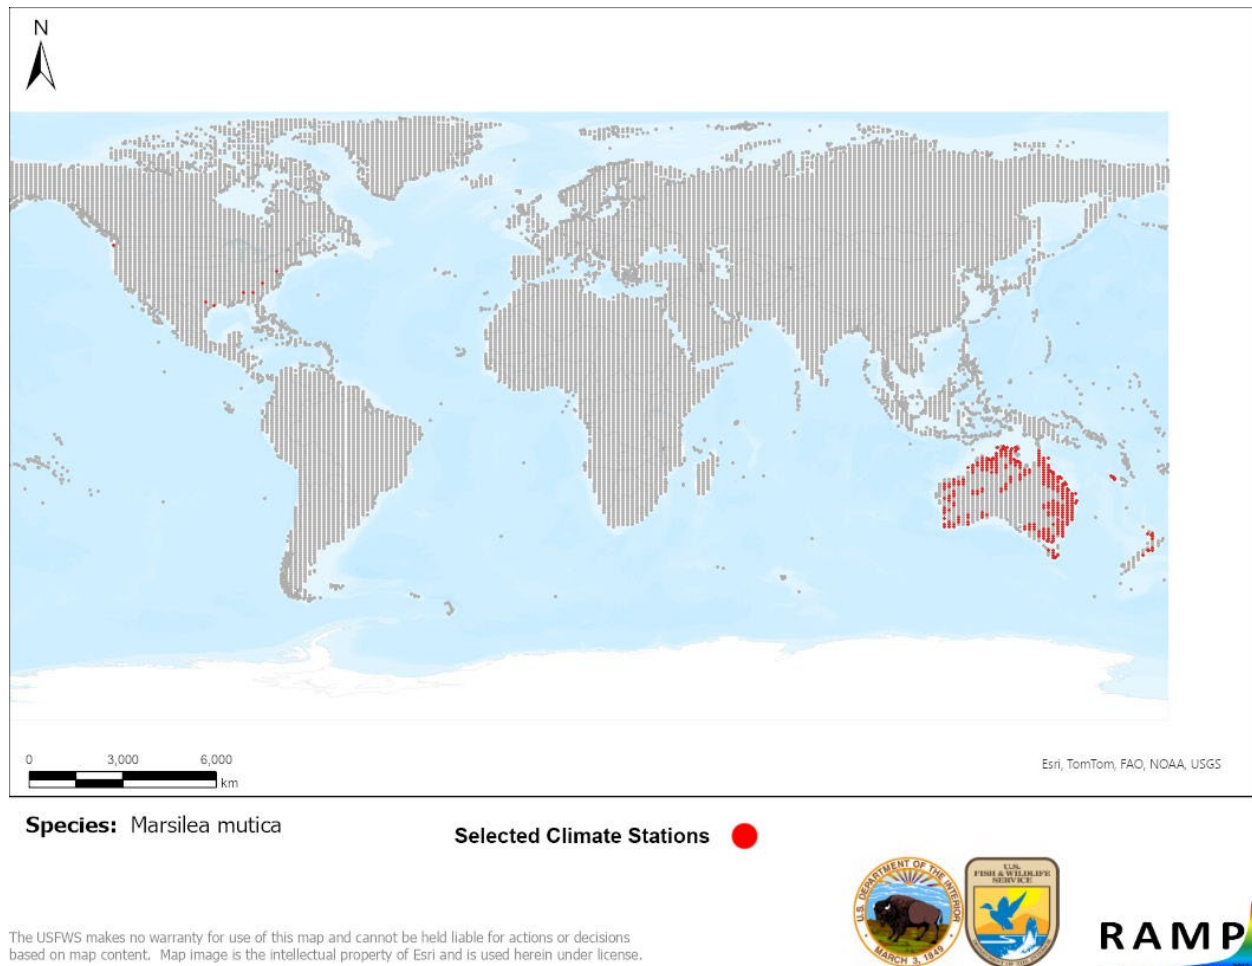 N
0 3,000 6,000
km
Esri, TomTom, FAO, NOAA, USGS
Species: Marsilea mutica
Selected Climate Stations
U.S. DEPARTMENT OF THE INTERIOR
MARCH 3, 1849
U.S.
FISH & WILDLIFE
SERVICE
RAMP
The USFWS makes no warranty for use of this map and cannot be held liable for actions or decisions
based on map content. Map image is the intellectual property of Esri and is used herein under license.